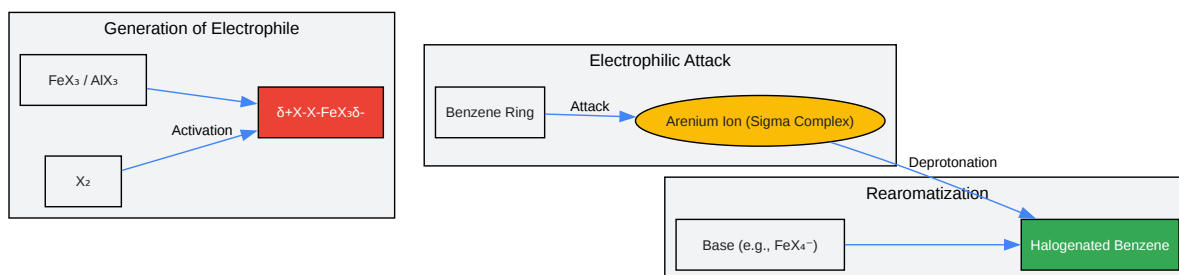 Generation of Electrophile
FeX₃ / AlX₃
δ+X-X-FeX₃δ-
Activation
X₂
Electrophilic Attack
Benzene Ring
Attack
Arenium Ion (Sigma Complex)
Deprotonation
Rearomatization
Base (e.g., FeX₄⁻)
Halogenated Benzene